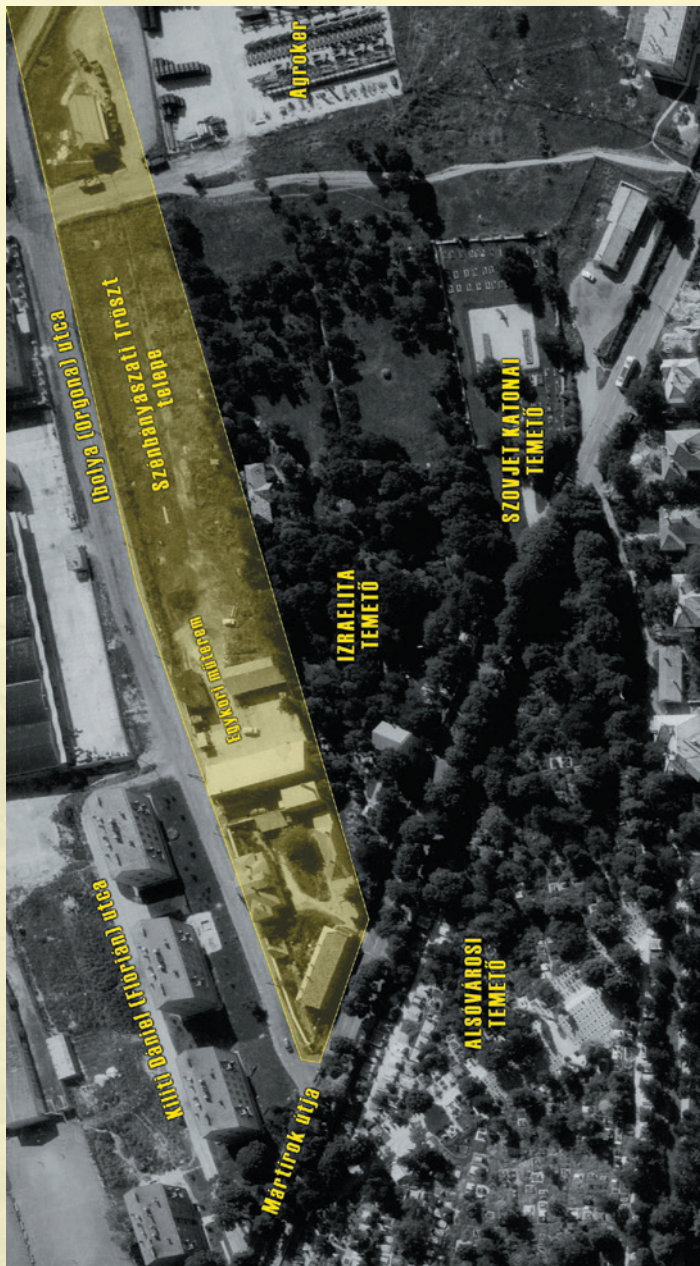 Agroker
Ibolya (Orgona) utca
Szénbányászati Tröszt
telepe
SZOVJET KATONAI
TEMETŐ
IZRAELITA
TEMETŐ
Egykori műterem
Kiliti Dániel (Flórián) utca
ALSÓVÁROSI
TEMETŐ
Mártírok útja